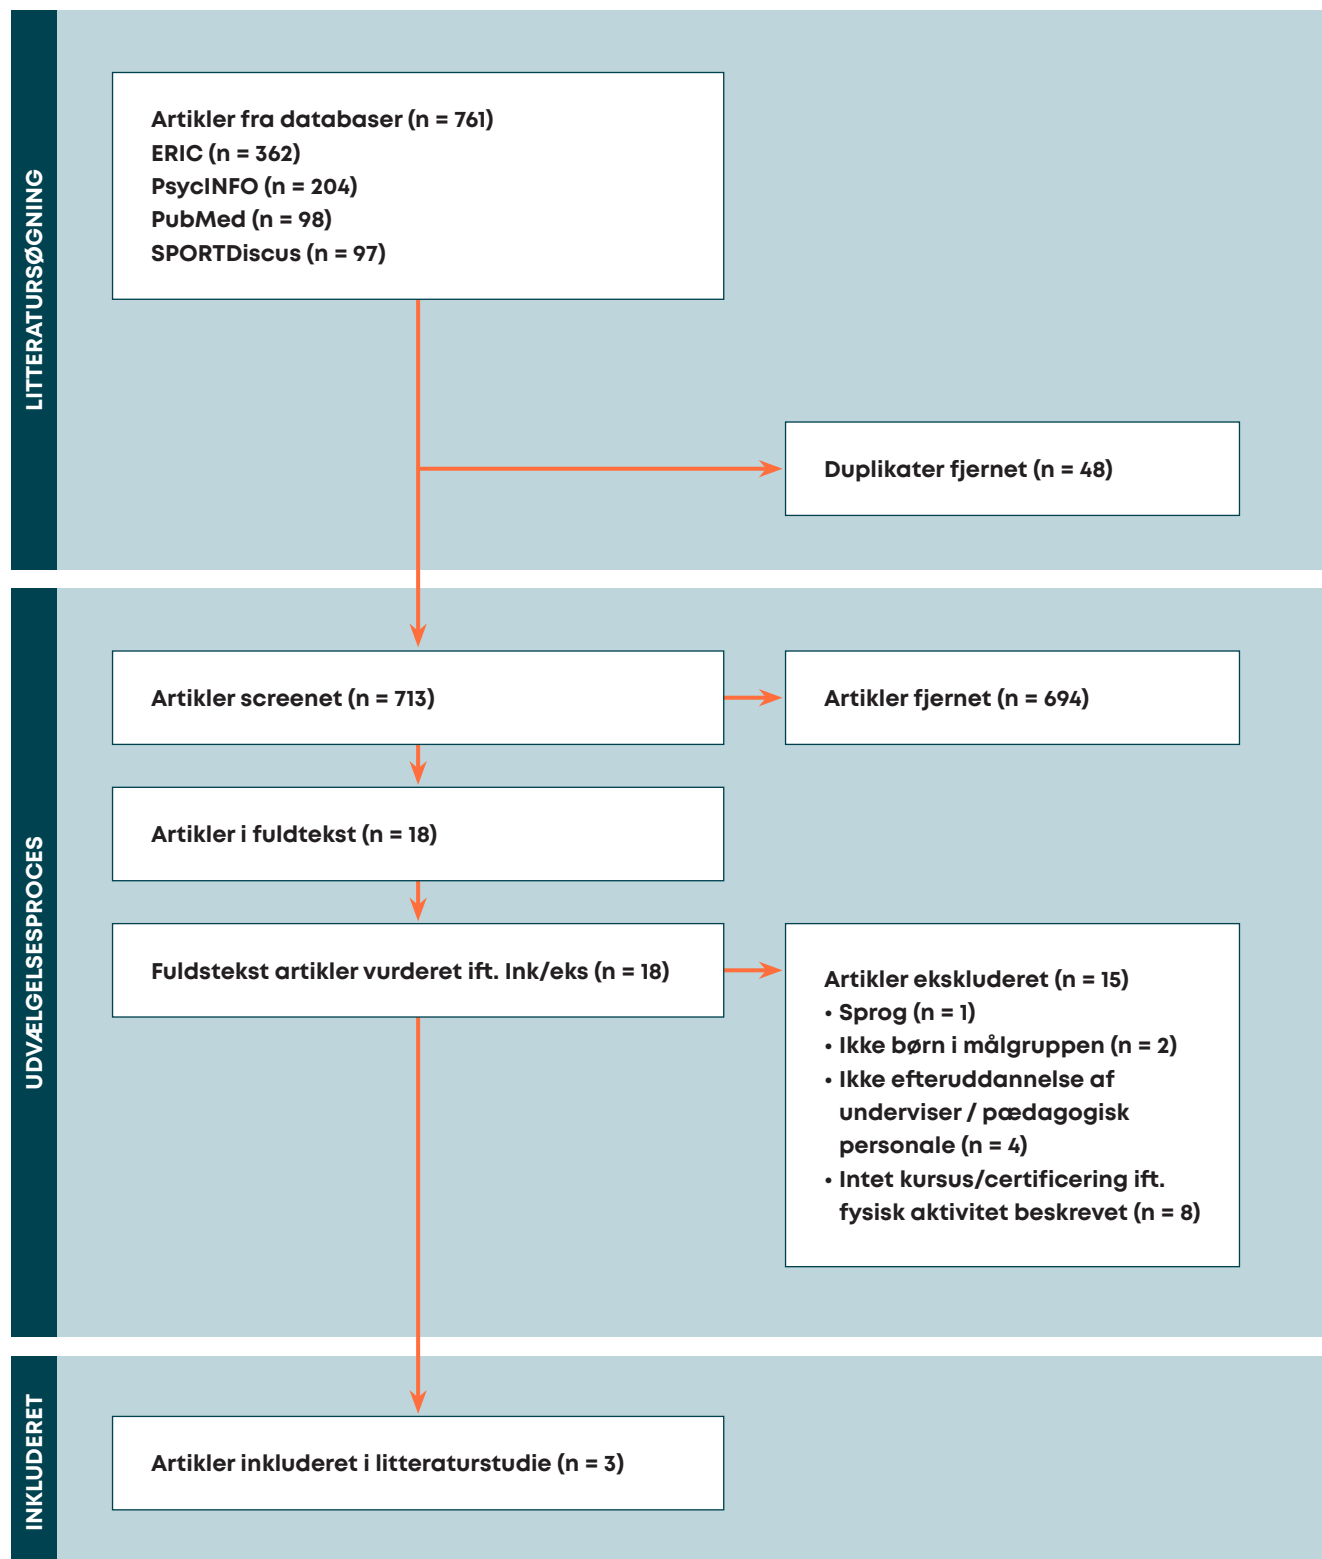 LITTERATURSØGNING
Artikler fra databaser (n = 761)
ERIC (n = 362)
PsycINFO (n = 204)
PubMed (n = 98)
SPORTDiscus (n = 97)
Duplikater fjernet (n = 48)
UDVÆLGELSESPROCES
Artikler screenet (n = 713)
Artikler fjernet (n = 694)
Artikler i fuldtekst (n = 18)
Fuldstekst artikler vurderet ift. Ink/eks (n = 18)
Artikler ekskluderet (n = 15)
• Sprog (n = 1)
• Ikke børn i målgruppen (n = 2)
• Ikke efteruddannelse af
underviser / pædagogisk
personale (n = 4)
• Intet kursus/certificering ift.
fysisk aktivitet beskrevet (n = 8)
INKLUDERET
Artikler inkluderet i litteraturstudie (n = 3)